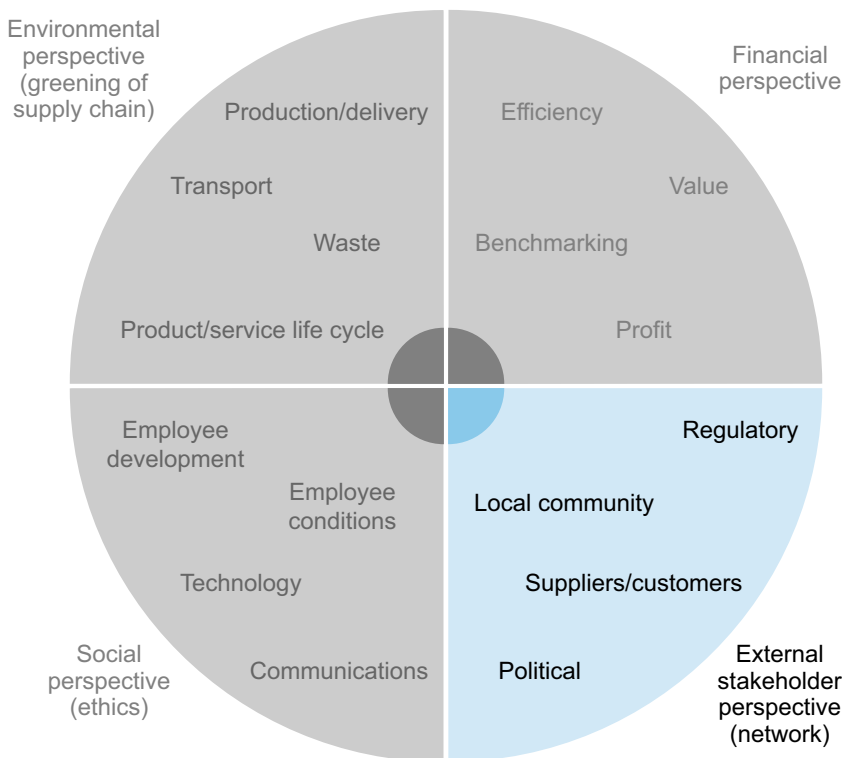 Environmental
perspective
(greening of
supply chain)
Production/delivery
Transport
Waste
Product/service life cycle
Financial
perspective
Efficiency
Value
Benchmarking
Profit
Employee
development
Employee
conditions
Technology
Communications
Social
perspective
(ethics)
Regulatory
Local community
Suppliers/customers
Political
External
stakeholder
perspective
(network)